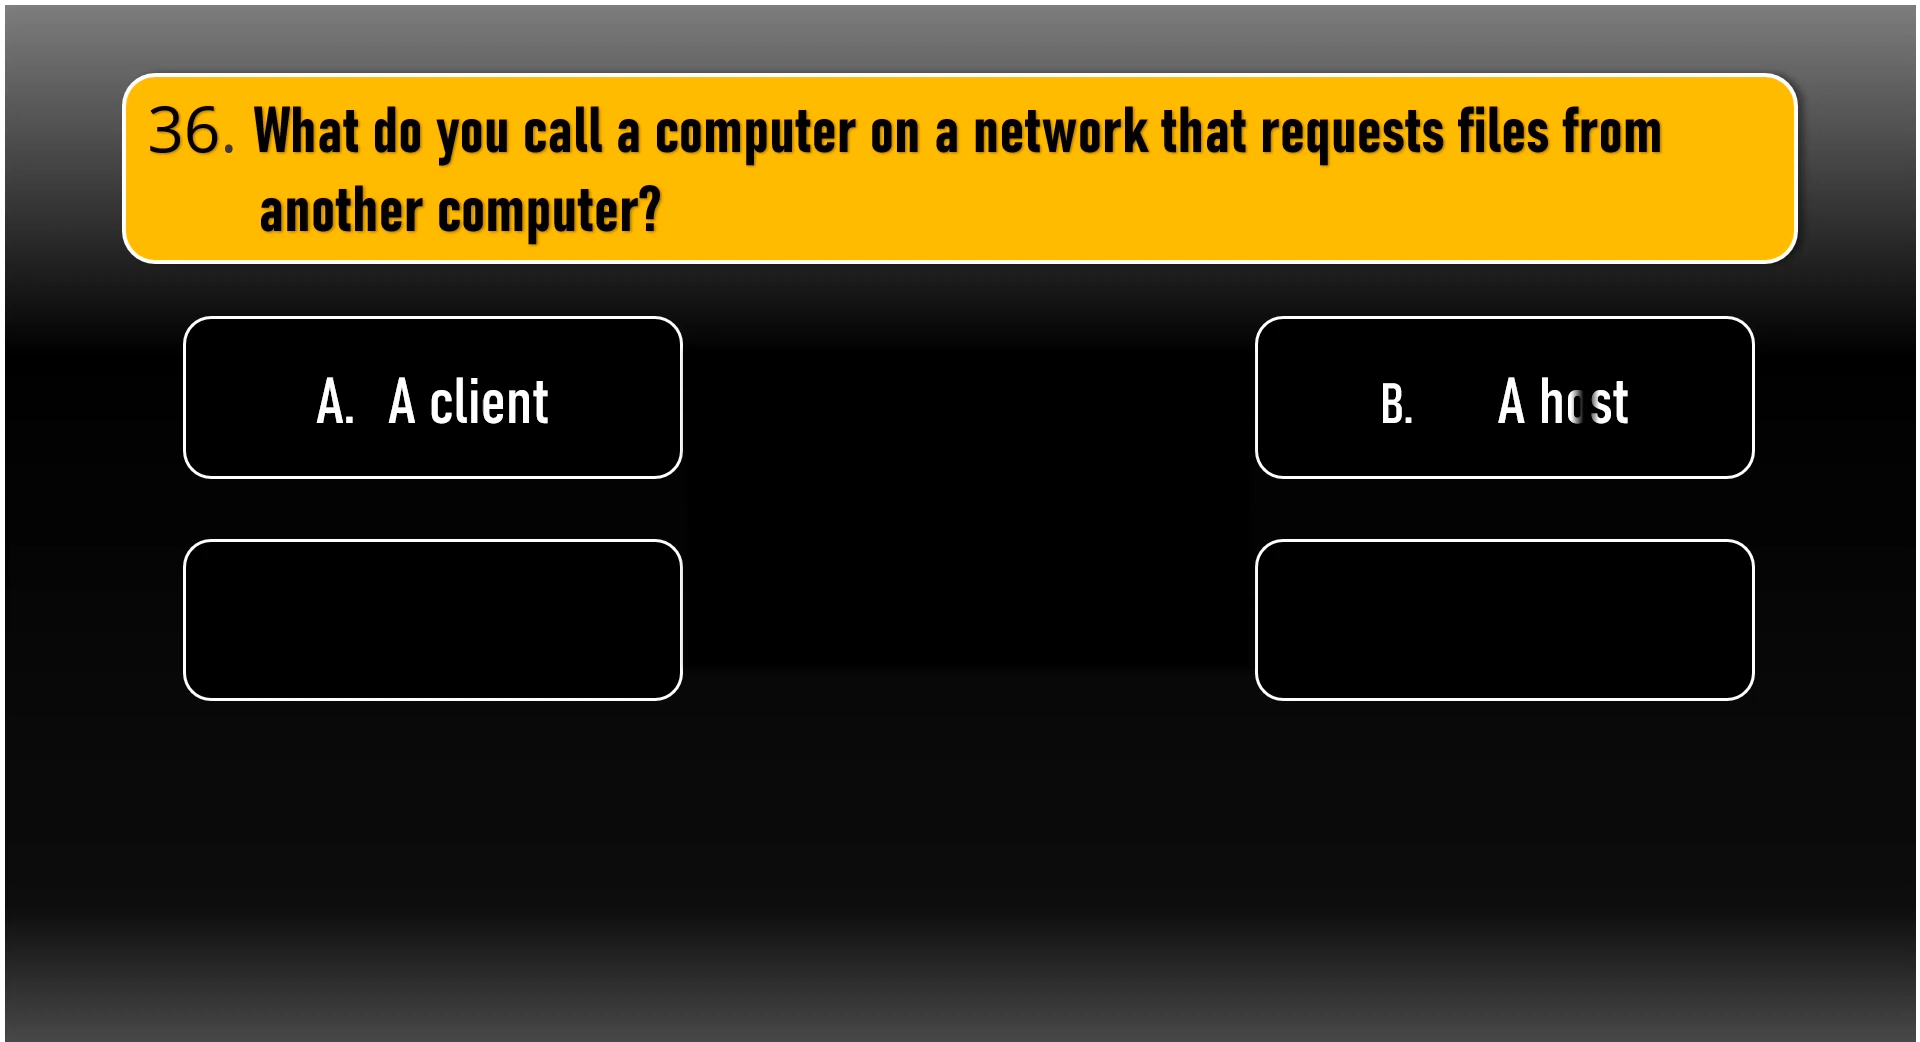 36. What do you call a computer on a network that requests files from
another computer?
A. A client
B. A host